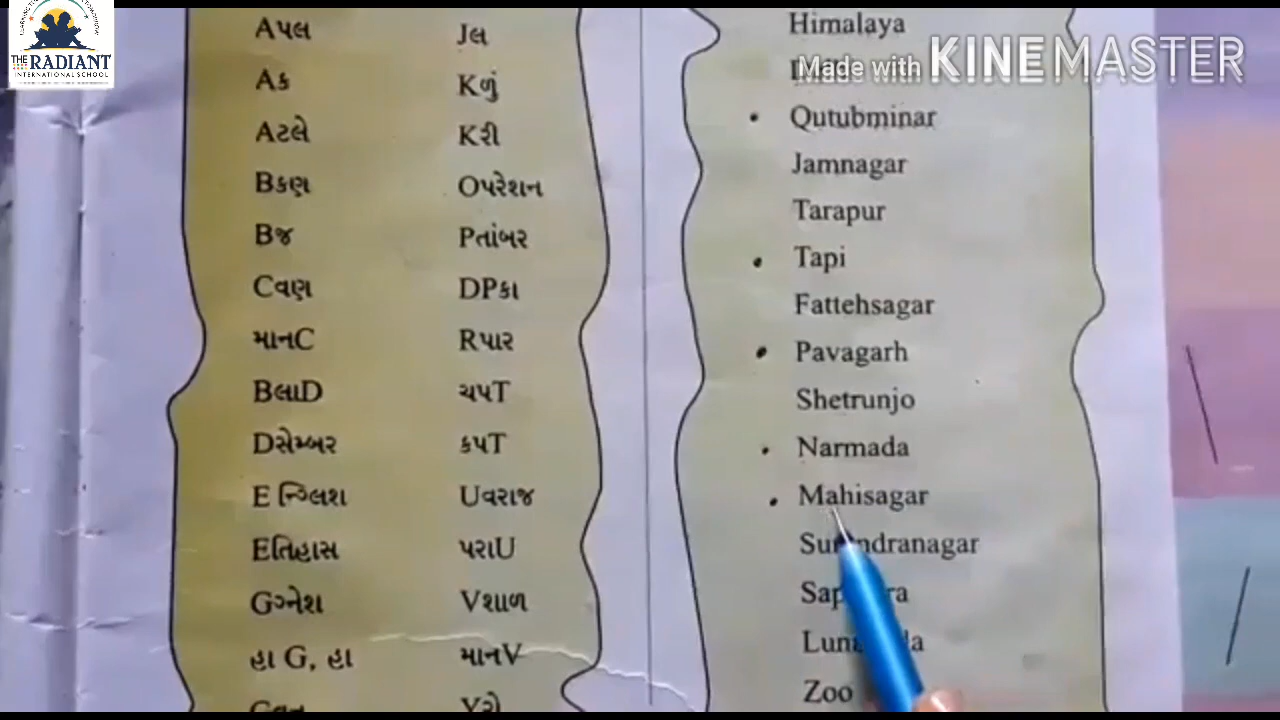 THE RADIANT
INTERNATIONAL SCHOOL
Made with KINEMASTER
Aપલ
Aક
Aટલે
Bકણ
Bજ
Cવણ
માનC
BલાD
Dસેમ્બર
E ન્ગ્લિશ
Eતિહાસ
Gગ્નેશ
હા G, હા
Jલ
Kળું
Kરી
Oપરેશન
Pતાંબર
DPકા
Rપાર
ચપT
કપT
Uવરાજ
પરાU
Vશાળ
માનV
Himalaya
• Qutubminar
Jamnagar
Tarapur
• Tapi
Fattehsagar
• Pavagarh
Shetrunjo
• Narmada
• Mahisagar
Zoo